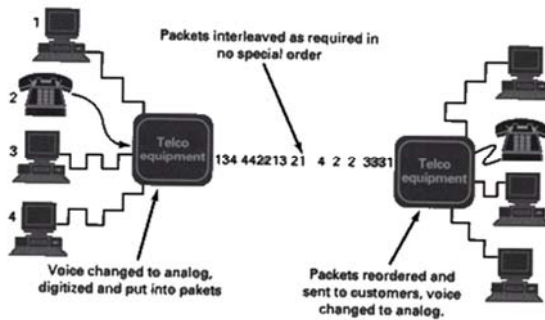 1
Packets interleaved as required in
no special order
2
Telco
equipment
134 442213 21 4 2 2 3331
Telco
equipment
3
4
Voice changed to analog,
digitized and put into pakets
Packets reordered and
sent to customers, voice
changed to analog.